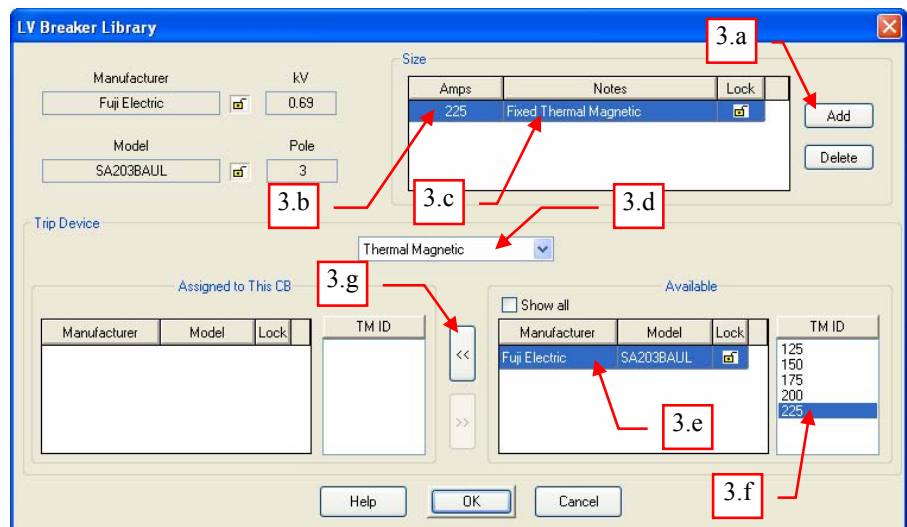 LV Breaker Library
3.a
Size
Manufacturer kV
Fuji Electric 0.69
Model Pole
SA203BAUL 3
Amps Notes Lock
225 Fixed Thermal Magnetic
Add
Delete
3.b
3.c
3.d
Trip Device
Thermal Magnetic
3.g
Assigned to This CB
Manufacturer Model Lock
TM ID
<<
>>
Available
Show all
Manufacturer Model Lock
Fuji Electric SA203BAUL
TM ID
125
150
175
200
225
3.e
3.f
Help OK Cancel